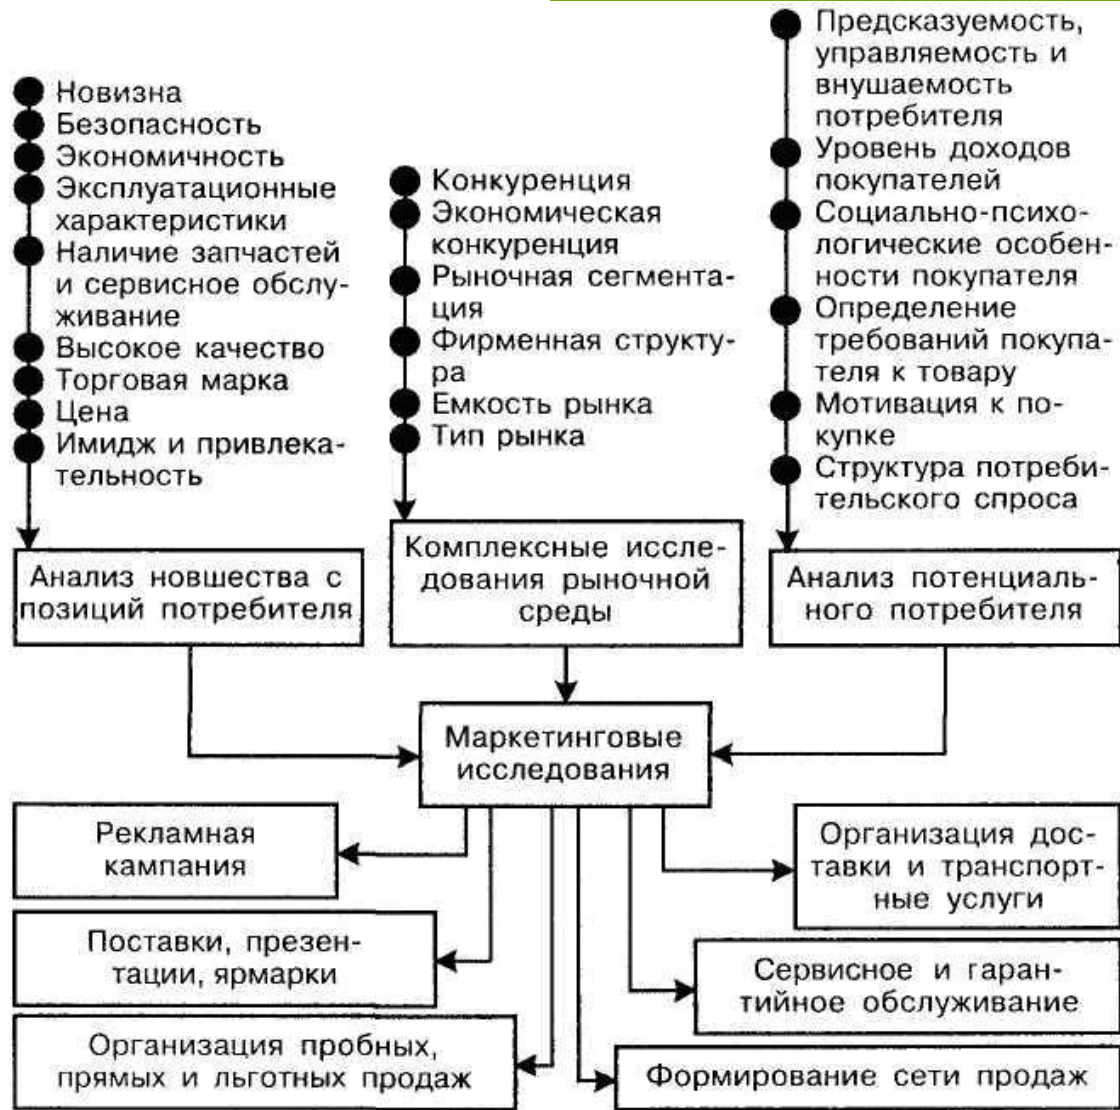 Новизна
Безопасность
Экономичность
Эксплуатационные
характеристики
Наличие запчастей
и сервисное обслу-
живание
Высокое качество
Торговая марка
Цена
Имидж и привлека-
тельность
Конкуренция
Экономическая
конкуренция
Рыночная сегмента-
ция
Фирменная структу-
ра
Емкость рынка
Тип рынка
Предсказуемость,
управляемость и
внушаемость
потребителя
Уровень доходов
покупателей
Социально-психо-
логические особен-
ности покупателя
Определение
требований покупа-
теля к товару
Мотивация к по-
купке
Структура потреби-
тельского спроса
Анализ новшества с
позиций потребителя
Комплексные иссле-
дования рыночной
среды
Анализ потенциаль-
ного потребителя
Маркетинговые
исследования
Рекламная
кампания
Поставки, презен-
тации, ярмарки
Организация пробных,
прямых и льготных продаж
Организация дос-
тавки и транспорт-
ные услуги
Сервисное и гаран-
тийное обслуживание
Формирование сети продаж